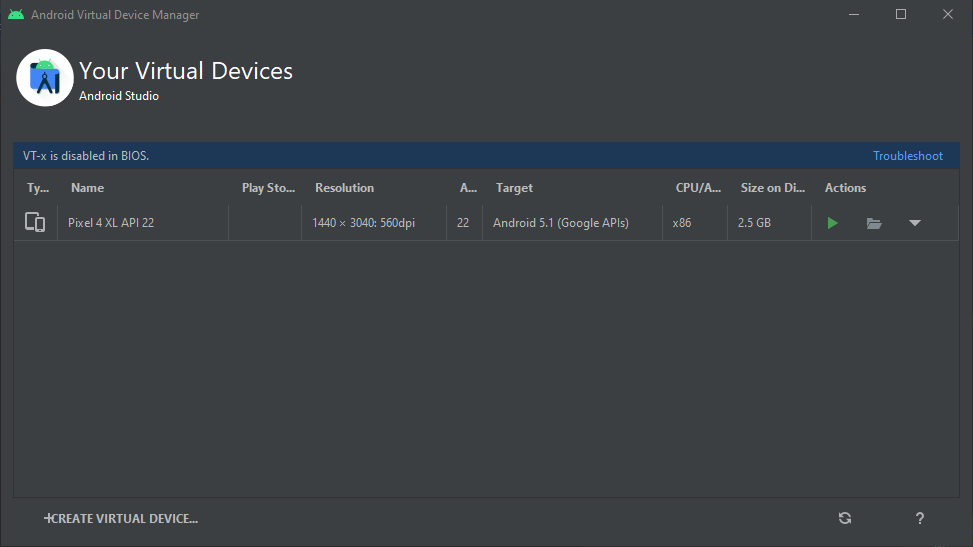 Android Virtual Device Manager
Your Virtual Devices
Android Studio
VT-x is disabled in BIOS. Troubleshoot
Ty... Name Play Sto... Resolution A... Target CPU/A... Size on Di... Actions
Pixel 4 XL API 22 1440 × 3040: 560dpi 22 Android 5.1 (Google APIs) x86 2.5 GB
+CREATE VIRTUAL DEVICE... ?